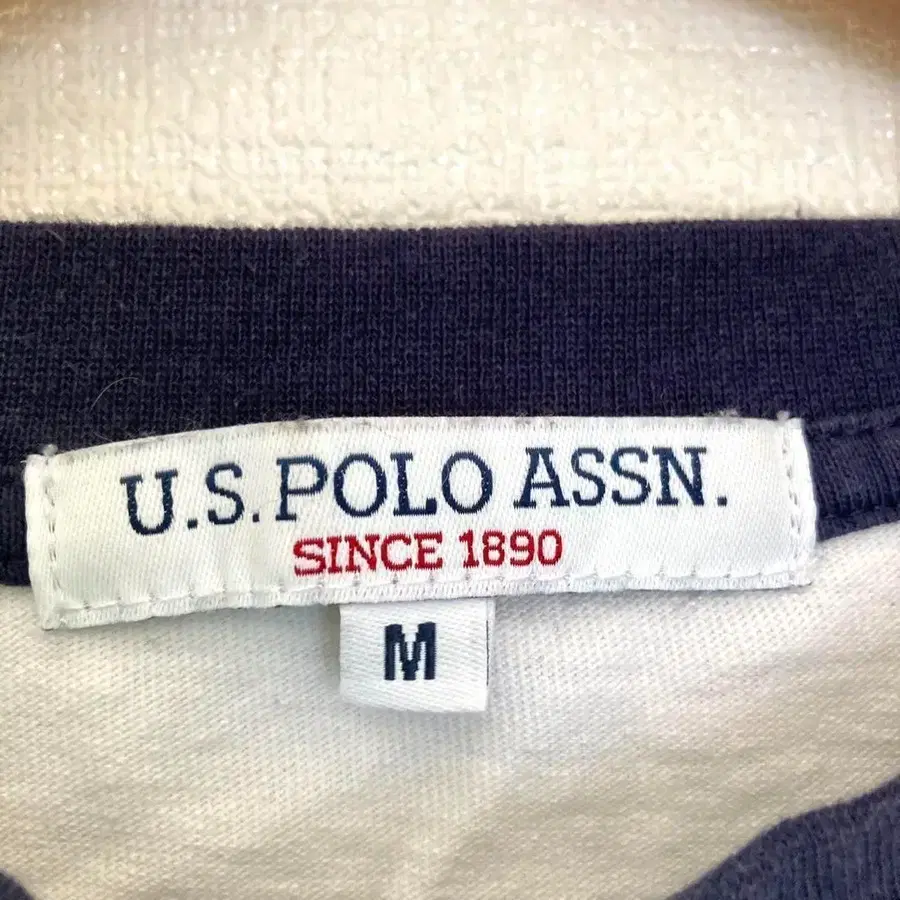 U.S. POLO ASSN.
SINCE 1890
M